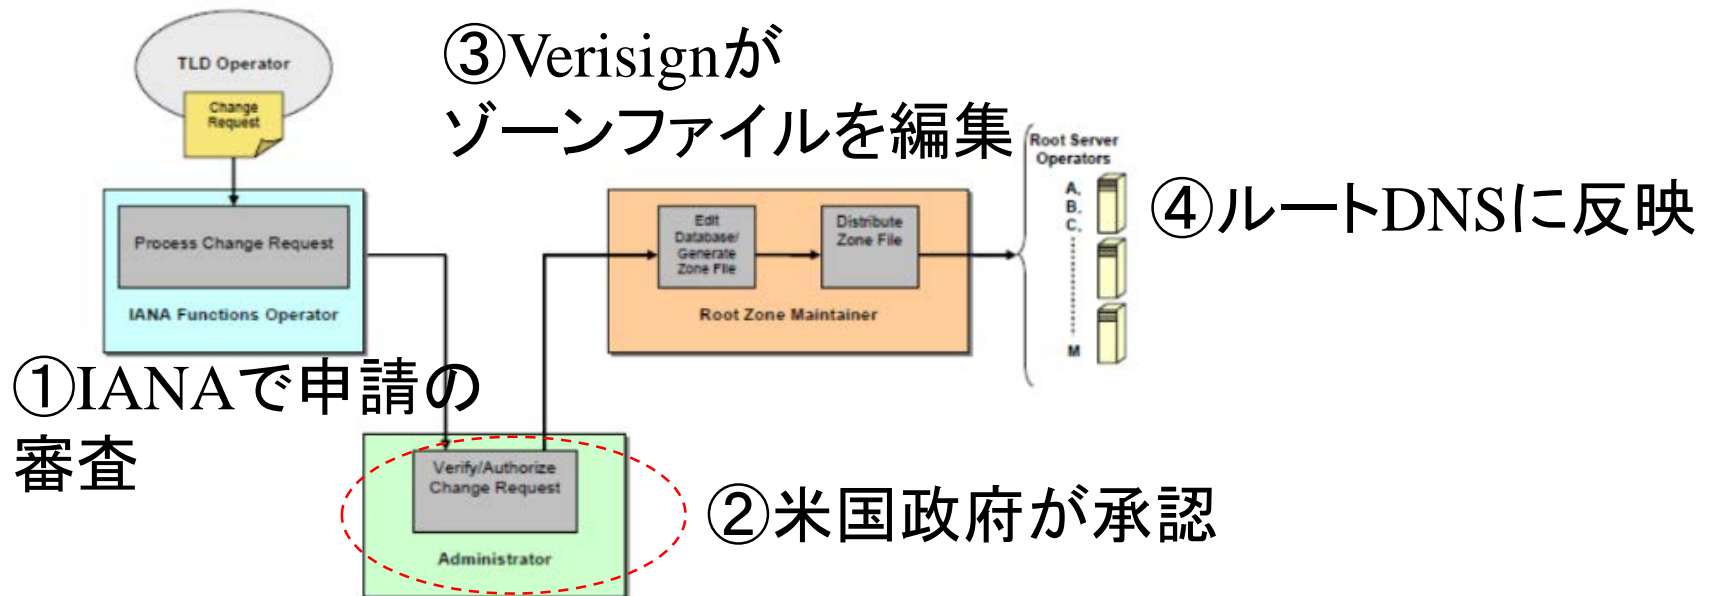 TLD Operator
Change
Request
Process Change Request
IANA Functions Operator
①IANAで申請の
審査
Verify/Authorize
Change Request
Administrator
②米国政府が承認
③Verisignが
ゾーンファイルを編集
Edit
Database/
Generate
Zone File
Distribute
Zone File
Root Zone Maintainer
Root Server
Operators
A,
B,
C,
M
④ルートDNSに反映